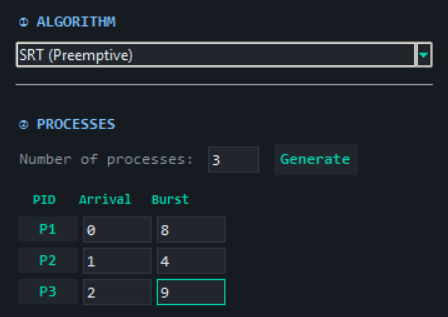 ① ALGORITHM
SRT (Preemptive)
② PROCESSES
Number of processes: 3 Generate
PID Arrival Burst
P1 0 8
P2 1 4
P3 2 9